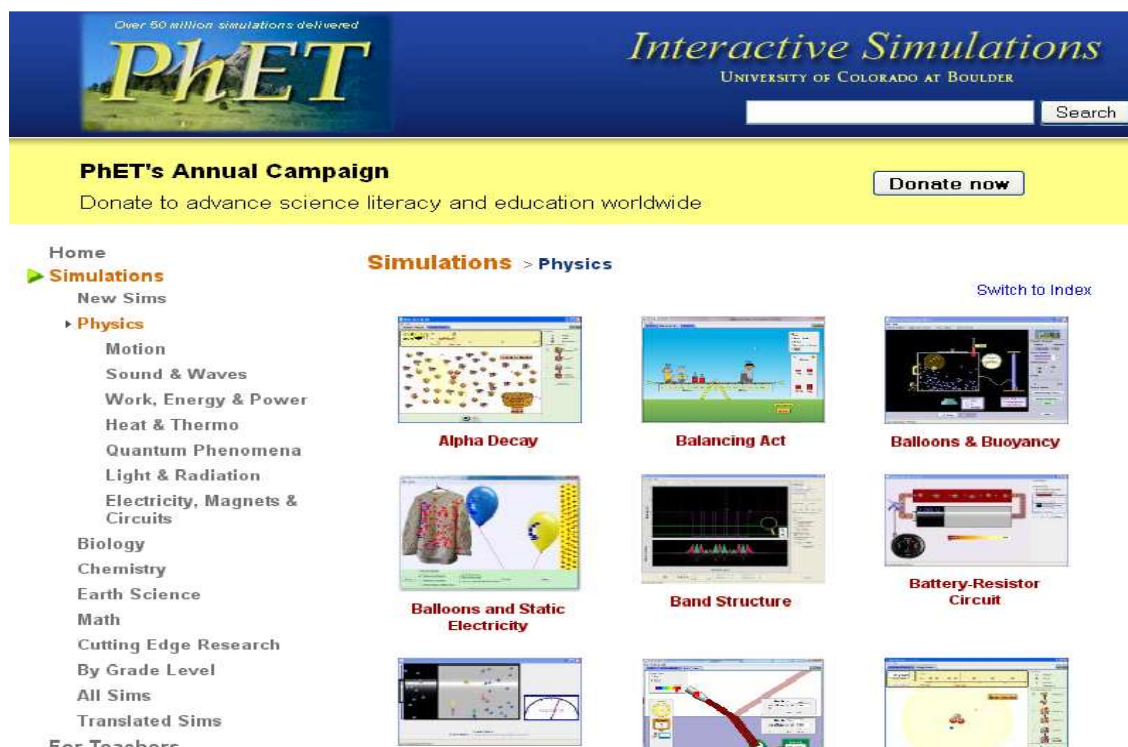 Over 60 million simulations delivered
PhET
Interactive Simulations
UNIVERSITY OF COLORADO AT BOULDER
Search
PhET's Annual Campaign
Donate to advance science literacy and education worldwide
Donate now
Home
Simulations
New Sims
Physics
Motion
Sound & Waves
Work, Energy & Power
Heat & Thermo
Quantum Phenomena
Light & Radiation
Electricity, Magnets &
Circuits
Biology
Chemistry
Earth Science
Math
Cutting Edge Research
By Grade Level
All Sims
Translated Sims
For Teachers
Simulations > Physics
Switch to Index
Alpha Decay
Balancing Act
Balloons & Buoyancy
Balloons and Static
Electricity
Band Structure
Battery-Resistor
Circuit